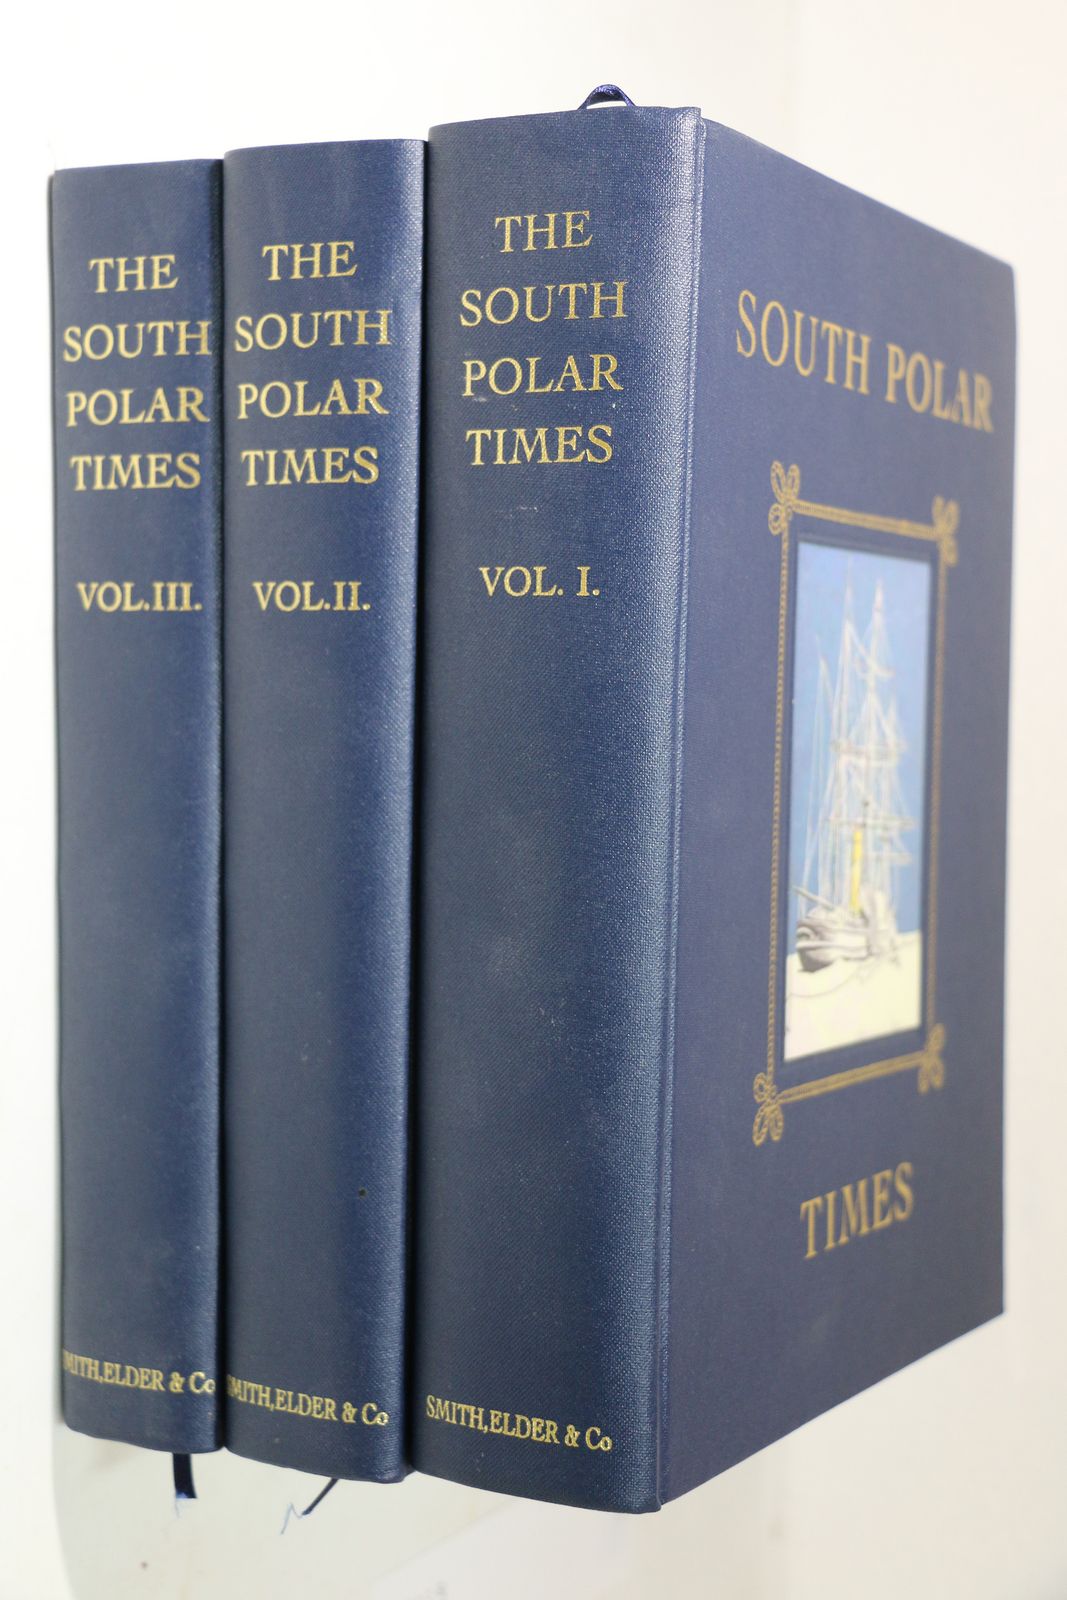 THE
SOUTH
POLAR
TIMES
VOL.III.
SMITH,ELDER & Co
THE
SOUTH
POLAR
TIMES
VOL.II.
SMITH,ELDER & Co
THE
SOUTH
POLAR
TIMES
VOL. I.
SMITH,ELDER & Co
SOUTH POLAR
TIMES